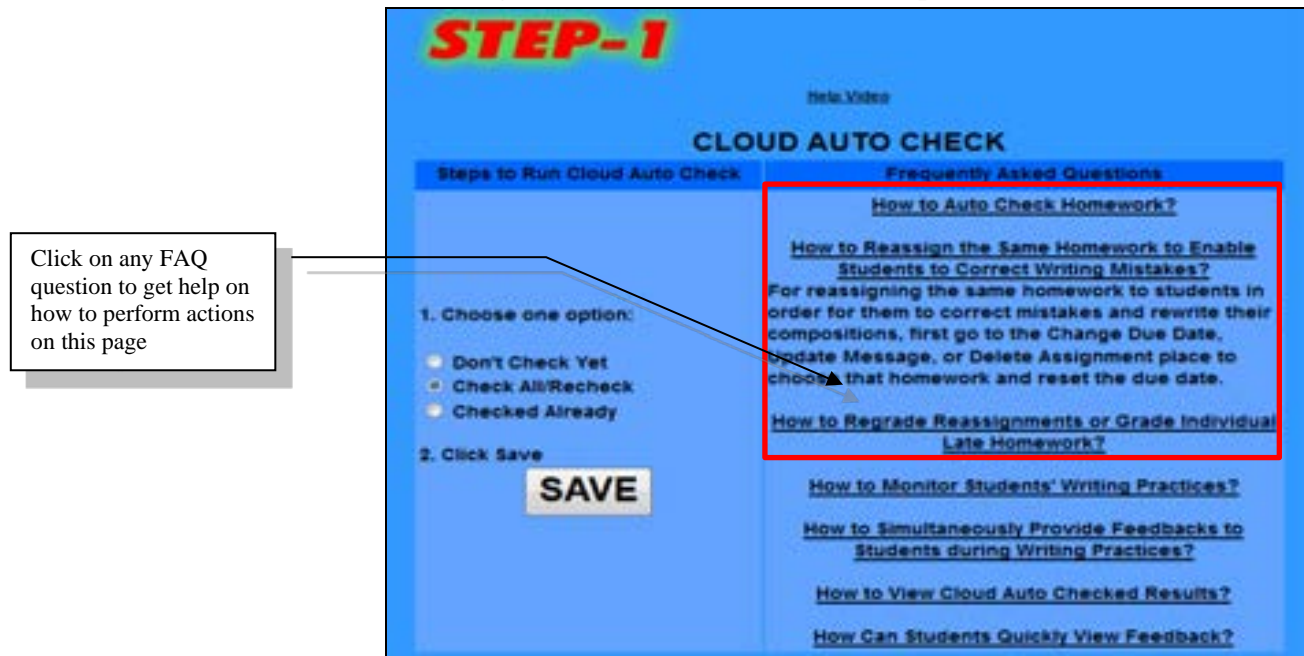 STEP-1
Help Video
CLOUD AUTO CHECK
Steps to Run Cloud Auto Check
Frequently Asked Questions
How to Auto Check Homework?
How to Reassign the Same Homework to Enable
Students to Correct Writing Mistakes?
For reassigning the same homework to students in
order for them to correct mistakes and rewrite their
compositions, first go to the Change Due Date,
Update Message, or Delete Assignment place to
choose that homework and reset the due date.
How to Regrade Reassignments or Grade Individual
Late Homework?
How to Monitor Students' Writing Practices?
How to Simultaneously Provide Feedbacks to
Students during Writing Practices?
How to View Cloud Auto Checked Results?
How Can Students Quickly View Feedback?
1. Choose one option:
Don't Check Yet
Check All/Recheck
Checked Already
2. Click Save
SAVE
Click on any FAQ
question to get help on
how to perform actions
on this page